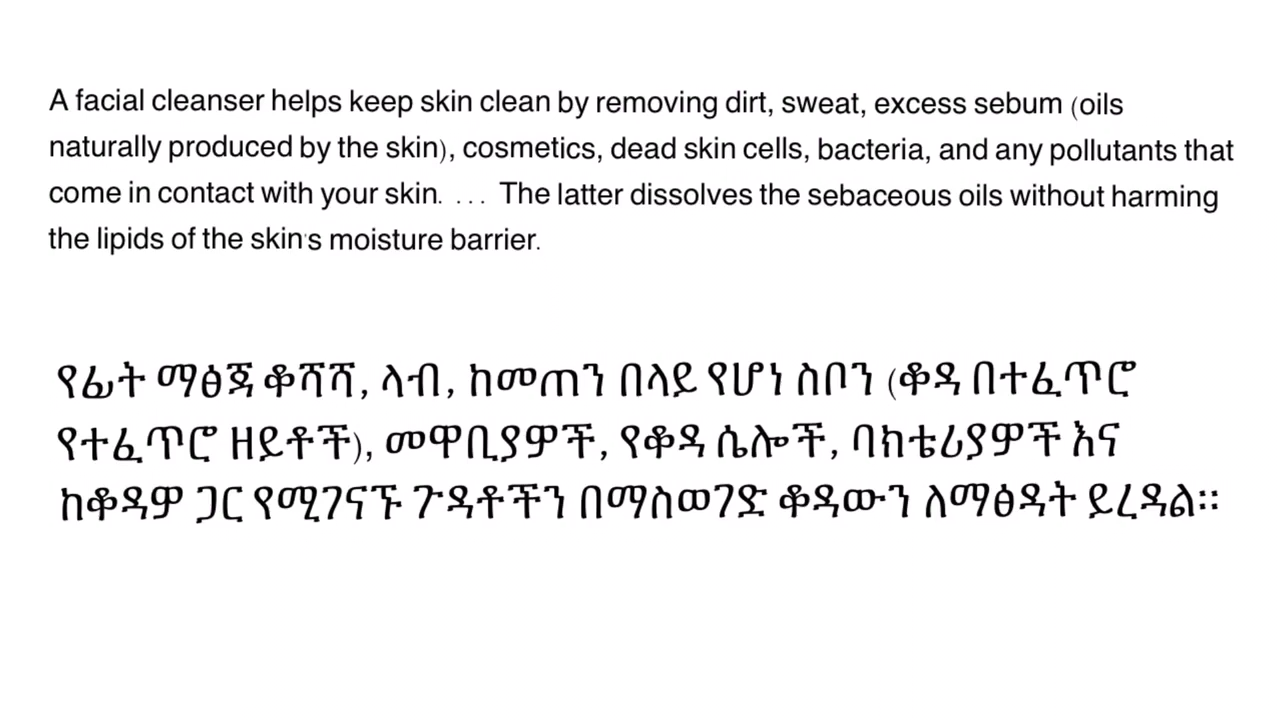 A facial cleanser helps keep skin clean by removing dirt, sweat, excess sebum (oils
naturally produced by the skin), cosmetics, dead skin cells, bacteria, and any pollutants that
come in contact with your skin. ... The latter dissolves the sebaceous oils without harming
the lipids of the skin's moisture barrier.
የፊት ማፅጃ ቆሻሻ, ላብ, ከመጠን በላይ የሆነ ስቦን (ቆዳ በተፈጥሮ
የተፈጥሮ ዘይቶች), መዋቢያዎች, የቆዳ ሴሎች, ባክቴሪያዎች እና
ከቆዳዎ ጋር የሚገናኙ ጉዳቶችን በማስወገድ ቆዳውን ለማፅዳት ይረዳል።